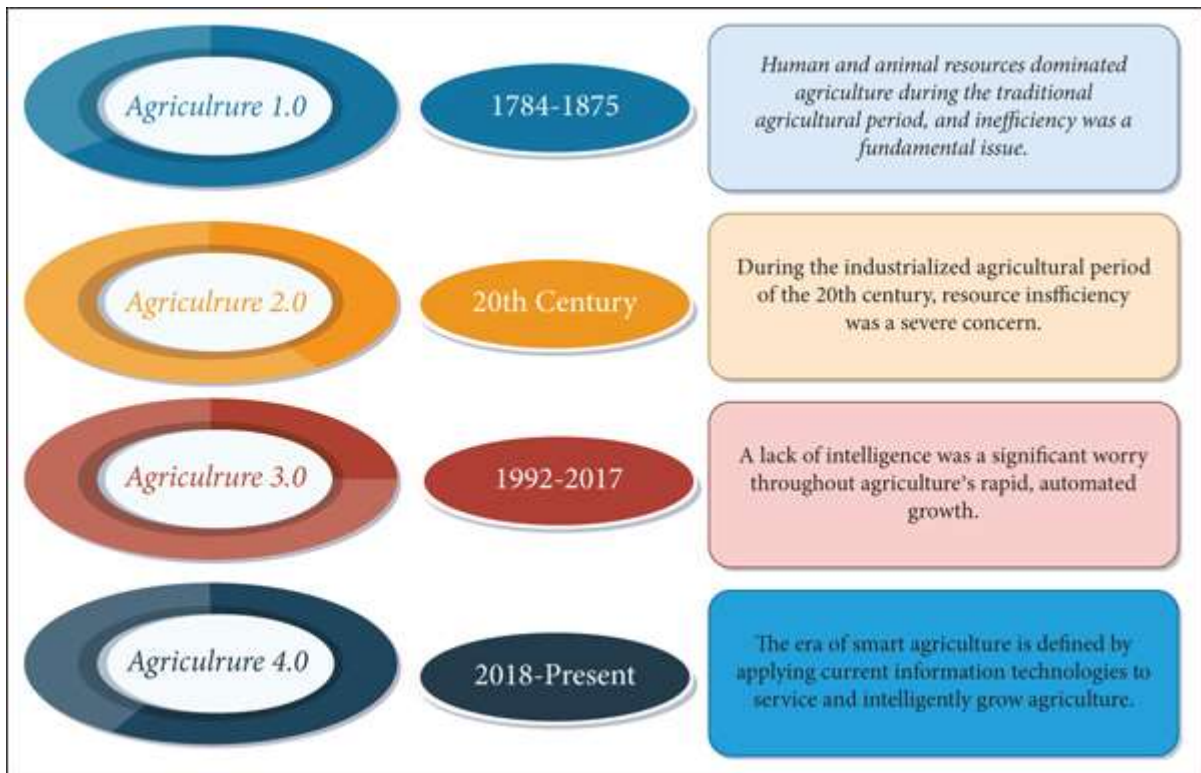 Agriculrure 1.0
1784-1875
Human and animal resources dominated
agriculture during the traditional
agricultural period, and inefficiency was a
fundamental issue.
Agriculrure 2.0
20th Century
During the industrialized agricultural period
of the 20th century, resource insfficiency
was a severe concern.
Agriculrure 3.0
1992-2017
A lack of intelligence was a significant worry
throughout agriculture's rapid, automated
growth.
Agriculrure 4.0
2018-Present
The era of smart agriculture is defined by
applying current information technologies to
service and intelligently grow agriculture.